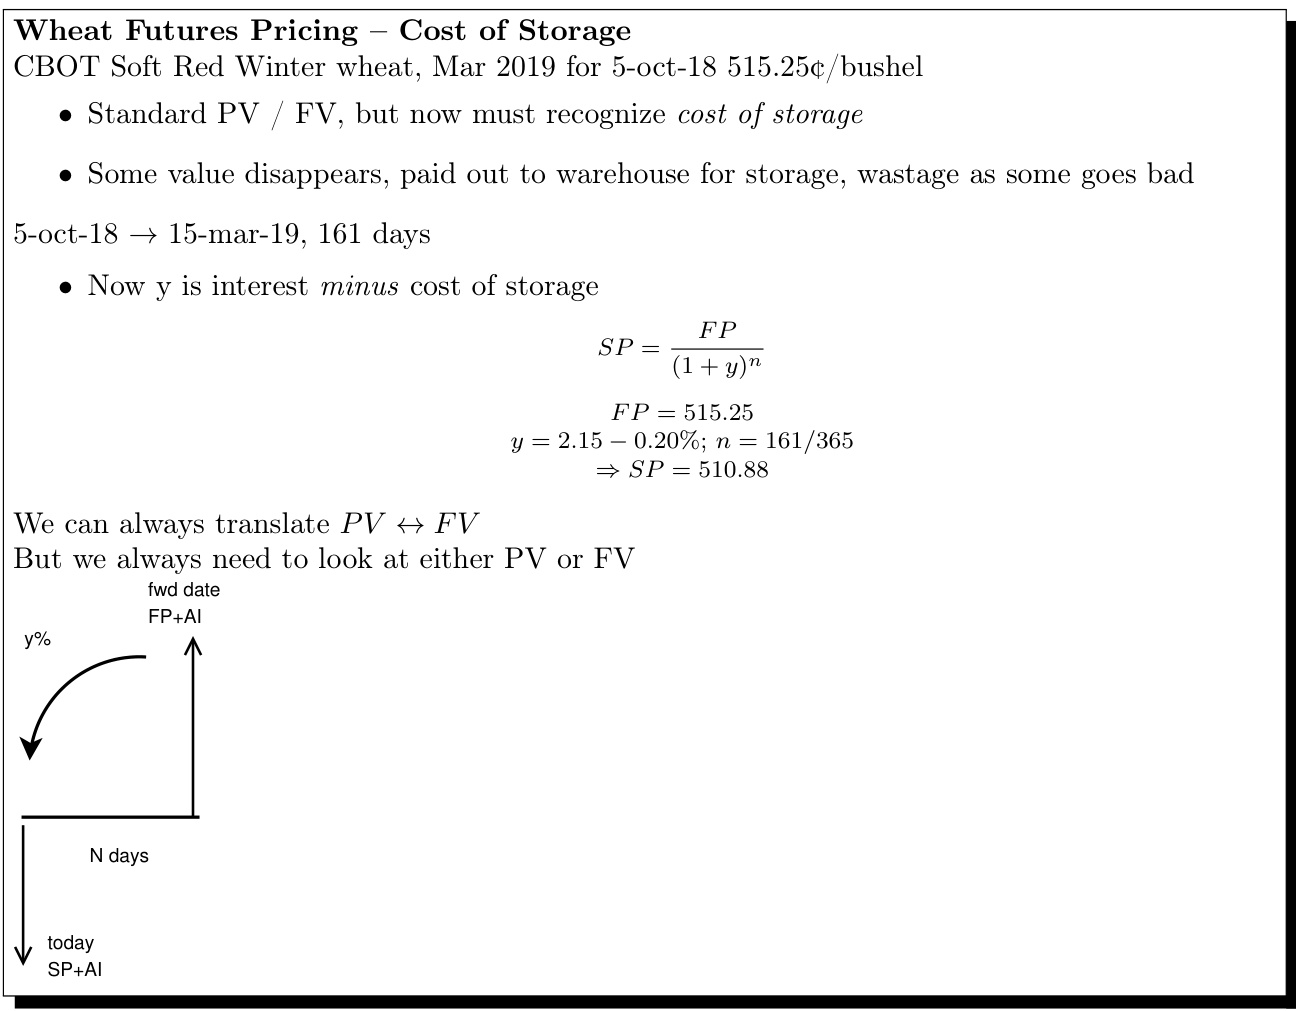 Wheat Futures Pricing – Cost of Storage
CBOT Soft Red Winter wheat, Mar 2019 for 5-oct-18 515.25¢/bushel
• Standard PV / FV, but now must recognize cost of storage
• Some value disappears, paid out to warehouse for storage, wastage as some goes bad
5-oct-18 → 15-mar-19, 161 days
• Now y is interest minus cost of storage
SP = FP / (1 + y)^n
FP = 515.25
y = 2.15 − 0.20%; n = 161/365
⇒ SP = 510.88
We can always translate PV ↔ FV
But we always need to look at either PV or FV
fwd date
FP+AI
y%
N days
today
SP+AI